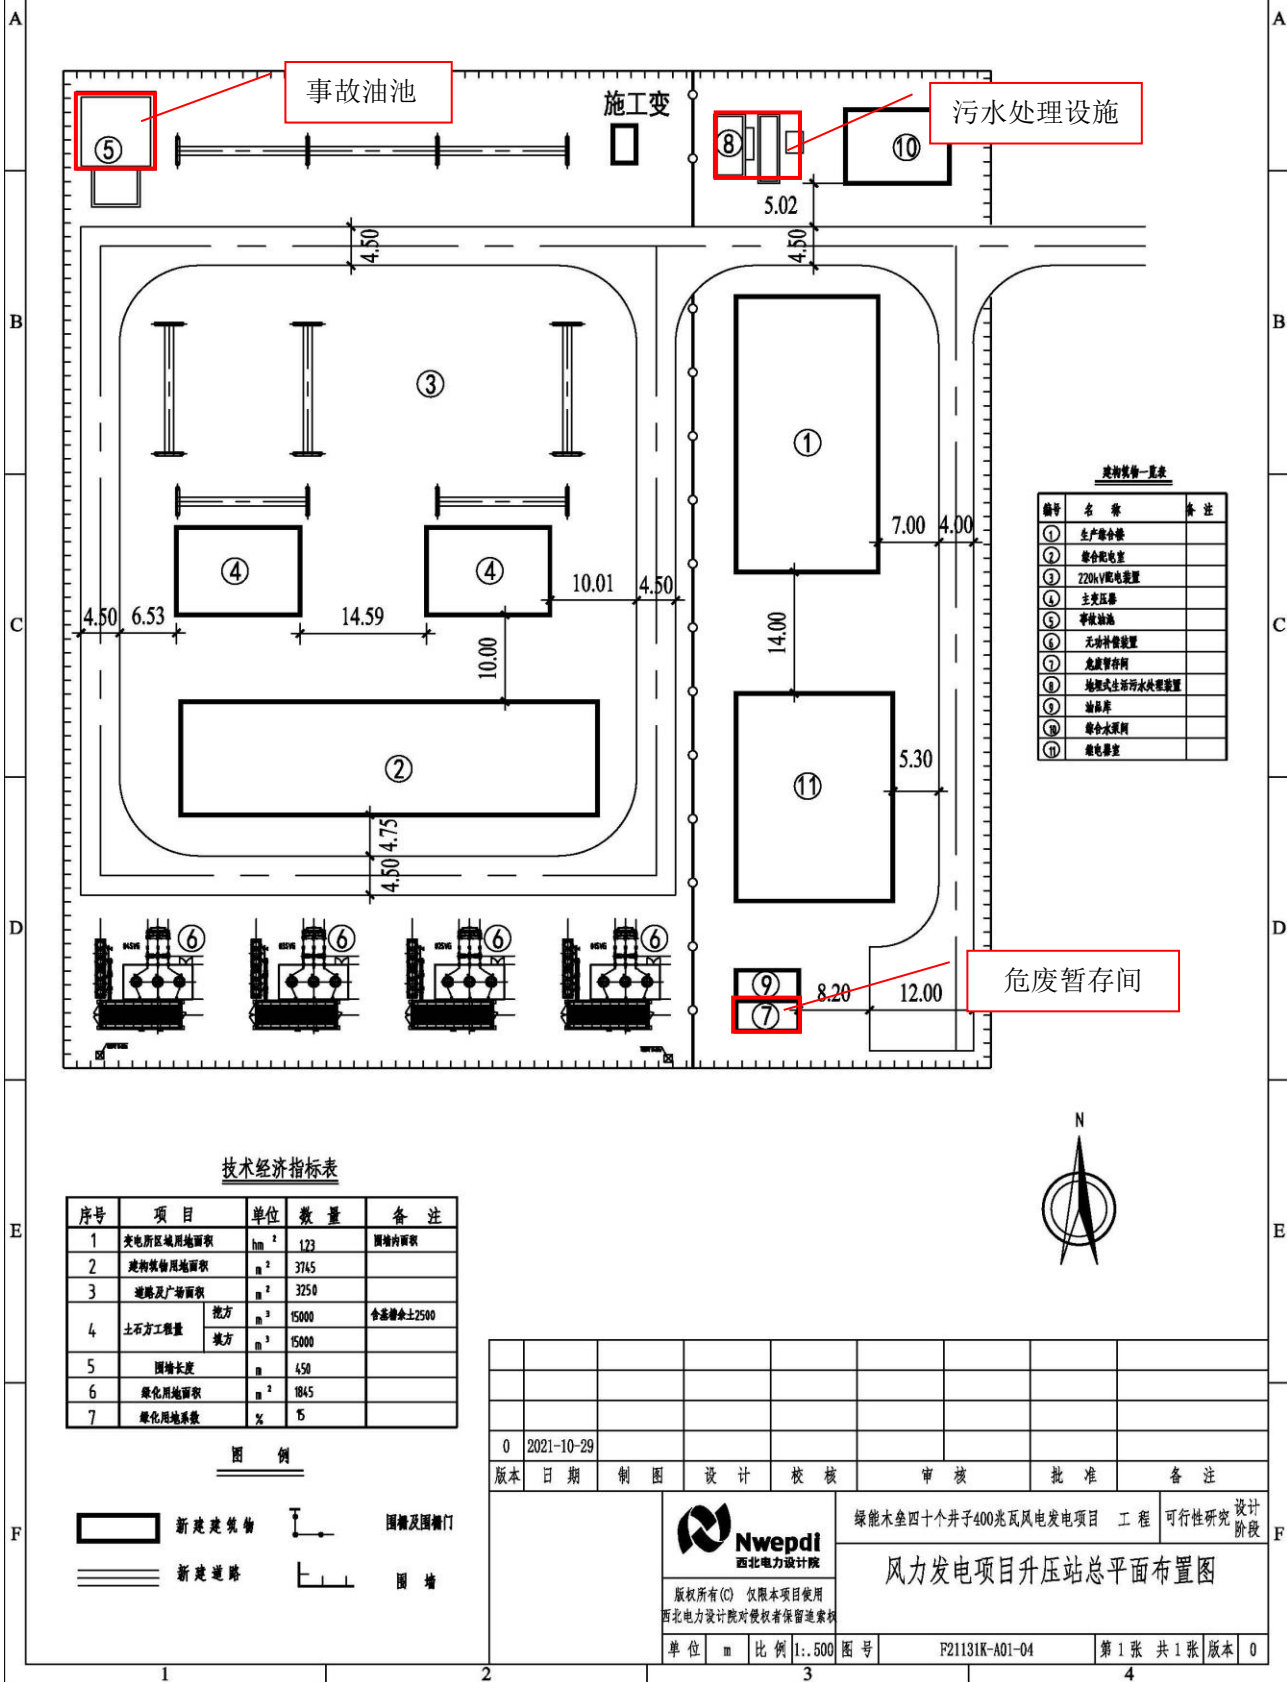 A
A
事故油池
施工变
污水处理设施
⑤
⑧
⑩
5.02
4.50
4.50
B
B
③
①
建构筑物一览表
编号 名 称 备 注
① 生产综合楼
② 综合配电室
③ 220kV配电装置
④ 主变压器
⑤ 事故油池
⑥ 无功补偿装置
⑦ 危废暂存间
⑧ 地埋式生活污水处理装置
⑨ 油品库
⑩ 综合水泵间
⑪ 继电器室
7.00 4.00
④
④
10.01 4.50
4.50 6.53
14.59
C
C
10.00
14.00
②
⑪
5.30
4.75
4.50
D
D
⑥
⑥
⑥
⑥
⑨
⑦
8.20
12.00
危废暂存间
N
技术经济指标表
序号 项 目 单位 数 量 备 注
1 变电所区域用地面积 hm² 1.23 围墙内面积
2 建构筑物用地面积 m² 3745
3 道路及广场面积 m² 3250
4 土石方工程量 挖方 m³ 15000 含基槽余土2500
填方 m³ 15000
5 围墙长度 m 450
6 绿化用地面积 m² 1845
7 绿化用地系数 % 15
E
E
图 例
新建建筑物
围栅及围栅门
新建道路
围 墙
0 2021-10-29
版本 日 期 制 图 设 计 校 核 审 核 批 准 备 注
Nwepdi
西北电力设计院
绿能木垒四十个井子400兆瓦风电发电项目 工 程 可行性研究 设计阶段
风力发电项目升压站总平面布置图
版权所有(C) 仅限本项目使用
西北电力设计院对侵权者保留追索权
单 位 m 比 例 1:.500 图 号 F21131K-A01-04 第 1 张 共 1 张 版本 0
F
F
1
2
3
4